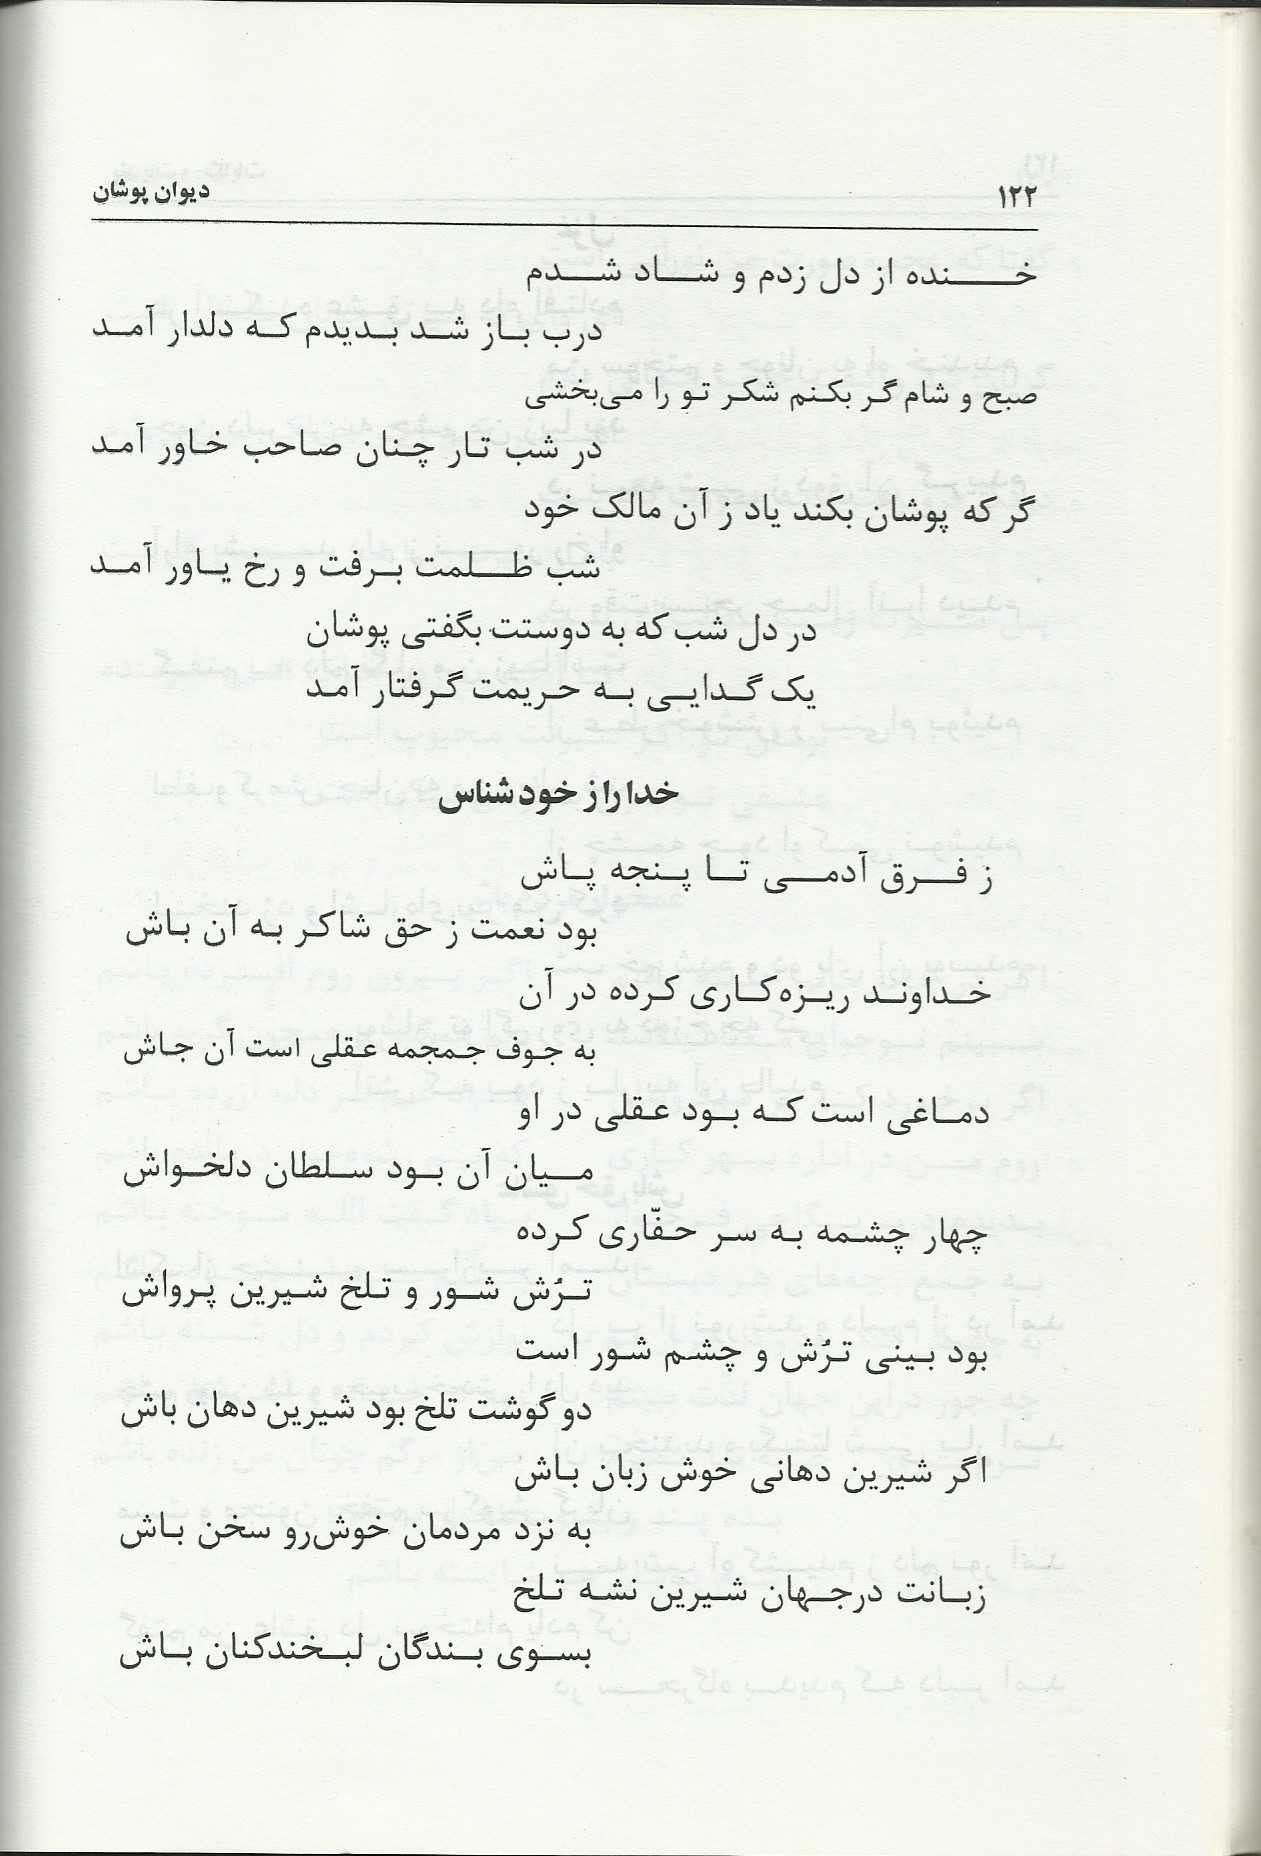 ۱۲۲
دیوان پوشان
خنده از دل زدم و شاد شدم
درب باز شد بدیدم که دلدار آمد
صبح و شام گر بکنم شکر تو را می‌بخشی
در شب تار چنان صاحب خاور آمد
گر که پوشان بکند یاد ز آن مالک خود
شب ظلمت برفت و رخ یاور آمد
در دل شب که به دوستت بگفتی پوشان
یک گدایی به حریمت گرفتار آمد
خدا را از خود شناس
ز فرق آدمی تا پنجه پاش
بود نعمت ز حق شاکر به آن باش
خداوند ریزه‌کاری کرده در آن
به جوف جمجمه عقلی است آن جاش
دماغی است که بود عقلی در او
میان آن بود سلطان دلخواش
چهار چشمه به سر حفّاری کرده
ترُش شور و تلخ شیرین پرواش
بود بینی ترُش و چشم شور است
دو گوشت تلخ بود شیرین دهان باش
اگر شیرین دهانی خوش زبان باش
به نزد مردمان خوش‌رو سخن باش
زبانت درجهان شیرین نشه تلخ
بسوی بندگان لبخندکنان باش